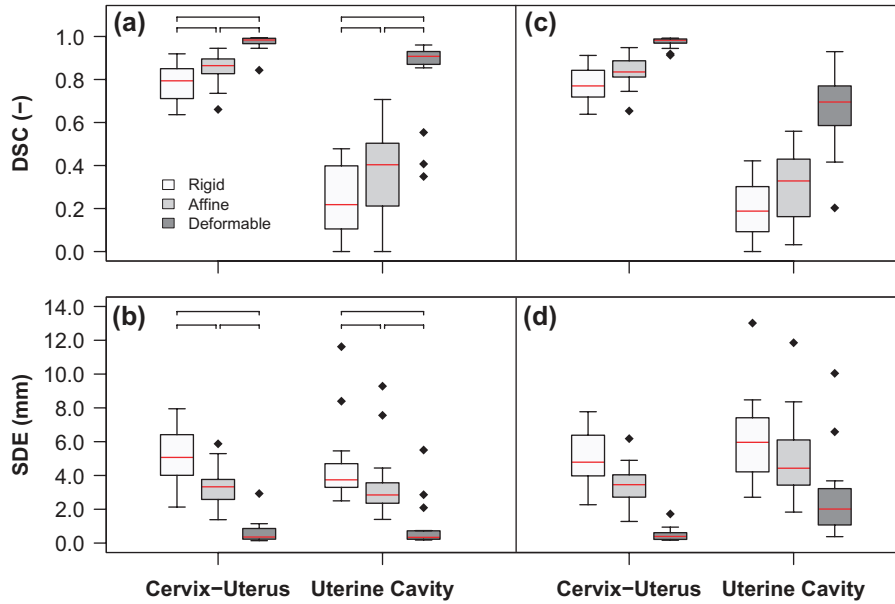 (a)
(c)
1.0
0.8
0.6
0.4
0.2
0.0
DSC (−)
Rigid
Affine
Deformable
(b)
(d)
14.0
12.0
10.0
8.0
6.0
4.0
2.0
0.0
SDE (mm)
Cervix−Uterus Uterine Cavity
Cervix−Uterus Uterine Cavity